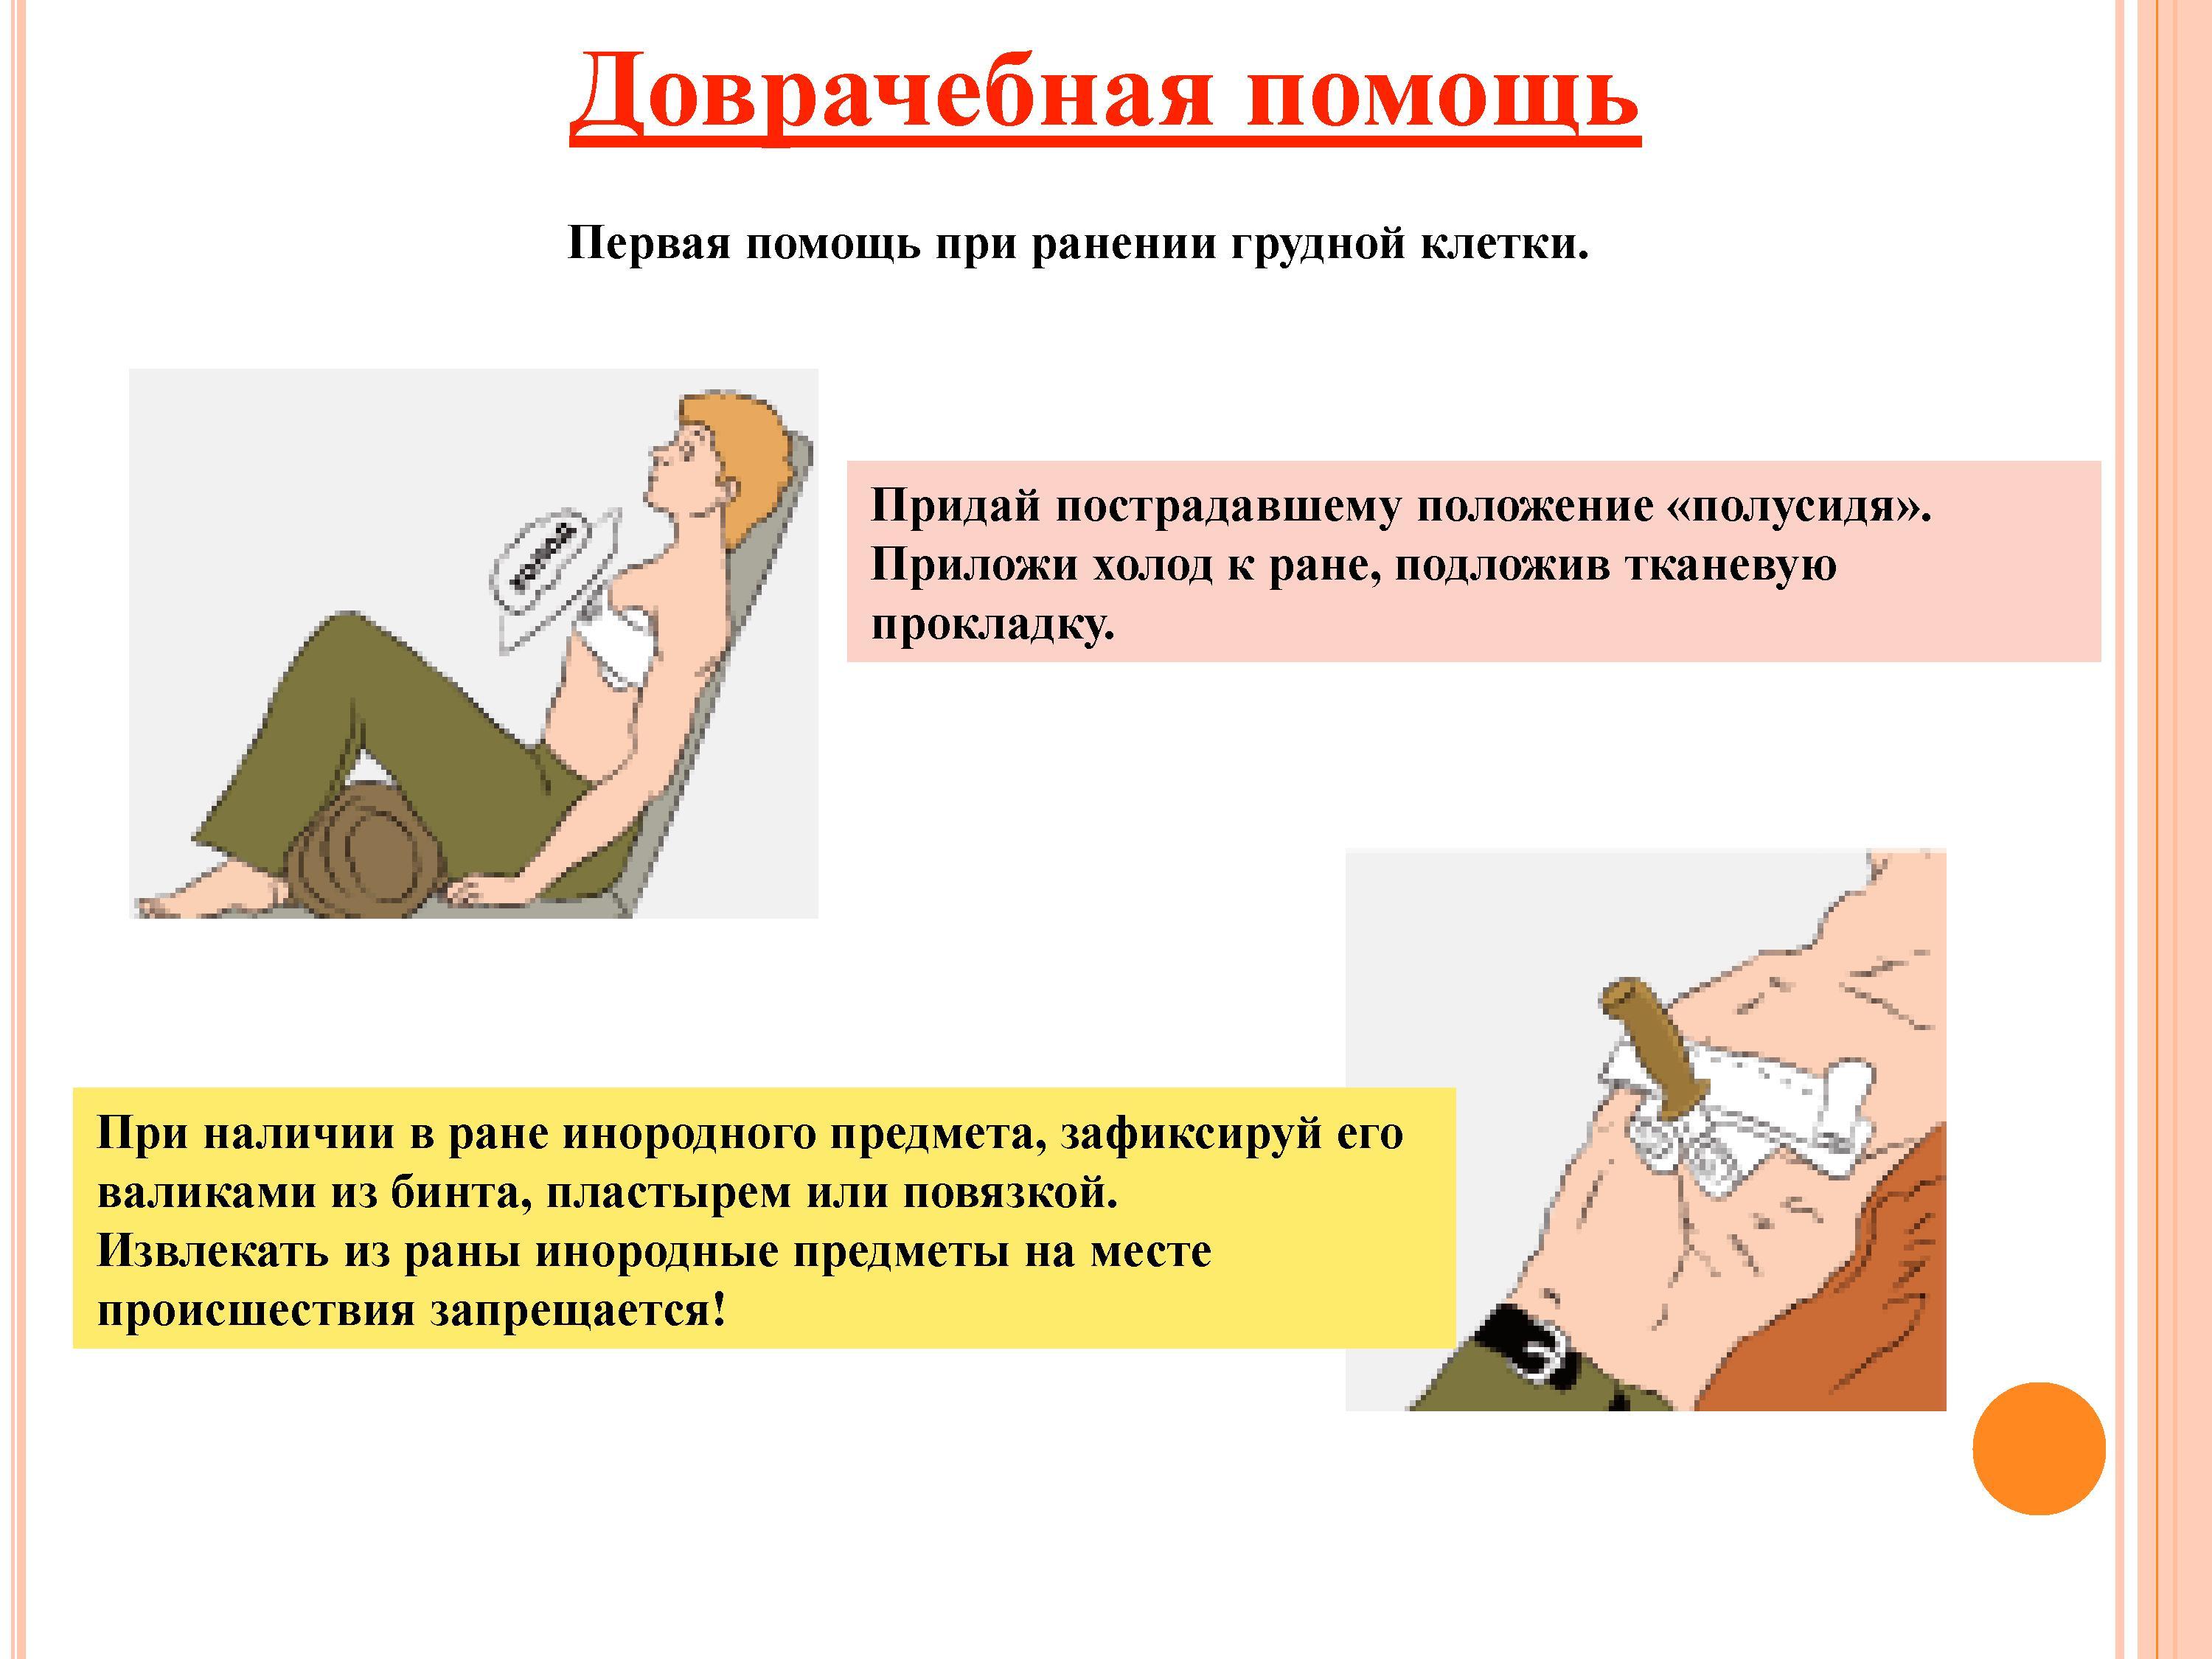 Доврачебная помощь
Первая помощь при ранении грудной клетки.
Придай пострадавшему положение «полусидя».
Приложи холод к ране, подложив тканевую
прокладку.
При наличии в ране инородного предмета, зафиксируй его
валиками из бинта, пластырем или повязкой.
Извлекать из раны инородные предметы на месте
происшествия запрещается!